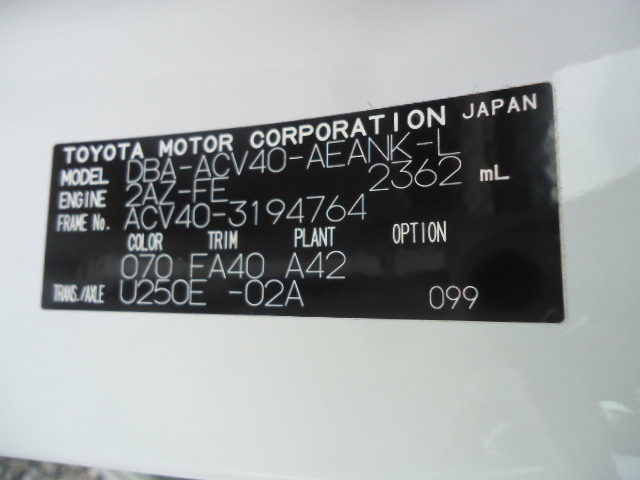 TOYOTA MOTOR CORPORATION JAPAN
MODEL DBA-ACV40-AEANK-L
ENGINE 2AZ-FE 2362 mL
FRAME No. ACV40-3194764
COLOR TRIM PLANT OPTION
070 FA40 A42
TRANS./AXLE U250E -02A 099